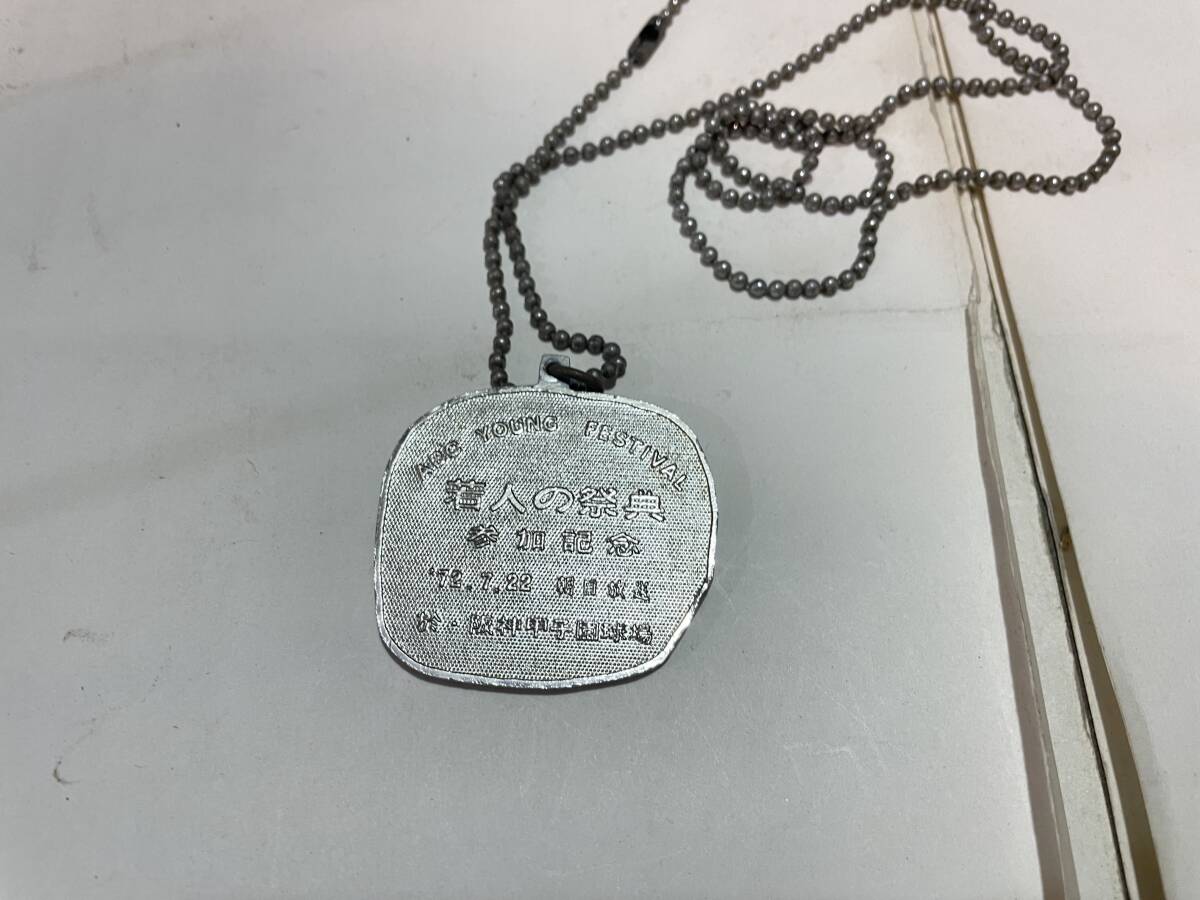 ABC YOUNG FESTIVAL
若人の祭典
参加記念
'72.7.22 朝日放送
於・阪神甲子園球場